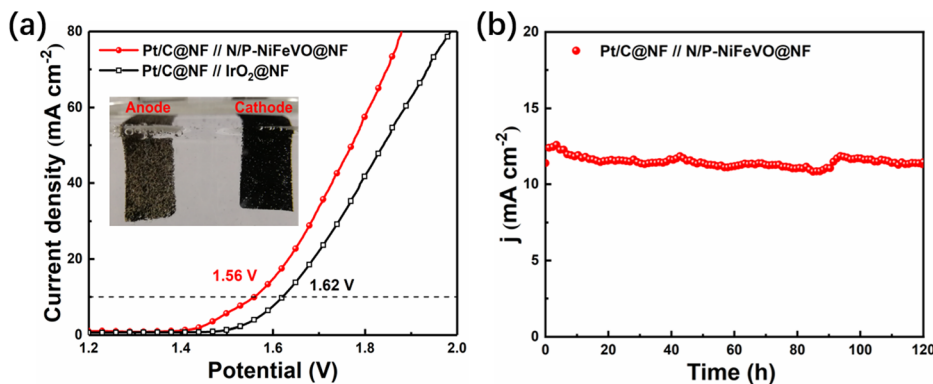 (a)
Pt/C@NF // N/P-NiFeVO@NF
Pt/C@NF // IrO₂@NF
Anode Cathode
1.56 V
1.62 V
Current density (mA cm⁻²)
80
60
40
20
0
1.2 1.4 1.6 1.8 2.0
Potential (V)
(b)
Pt/C@NF // N/P-NiFeVO@NF
j (mA cm⁻²)
20
15
10
5
0
0 20 40 60 80 100 120
Time (h)